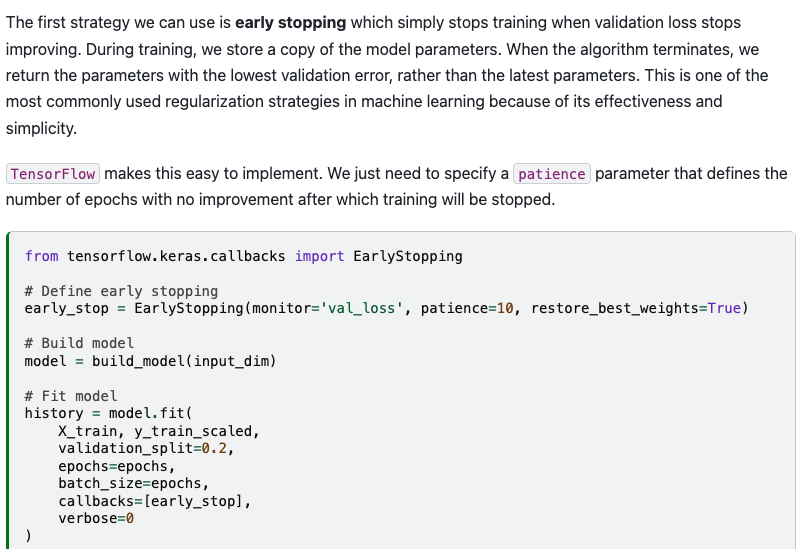 The first strategy we can use is early stopping which simply stops training when validation loss stops
improving. During training, we store a copy of the model parameters. When the algorithm terminates, we
return the parameters with the lowest validation error, rather than the latest parameters. This is one of the
most commonly used regularization strategies in machine learning because of its effectiveness and
simplicity.
TensorFlow makes this easy to implement. We just need to specify a patience parameter that defines the
number of epochs with no improvement after which training will be stopped.
from tensorflow.keras.callbacks import EarlyStopping
# Define early stopping
early_stop = EarlyStopping(monitor='val_loss', patience=10, restore_best_weights=True)
# Build model
model = build_model(input_dim)
# Fit model
history = model.fit(
    X_train, y_train_scaled,
    validation_split=0.2,
    epochs=epochs,
    batch_size=epochs,
    callbacks=[early_stop],
    verbose=0
)